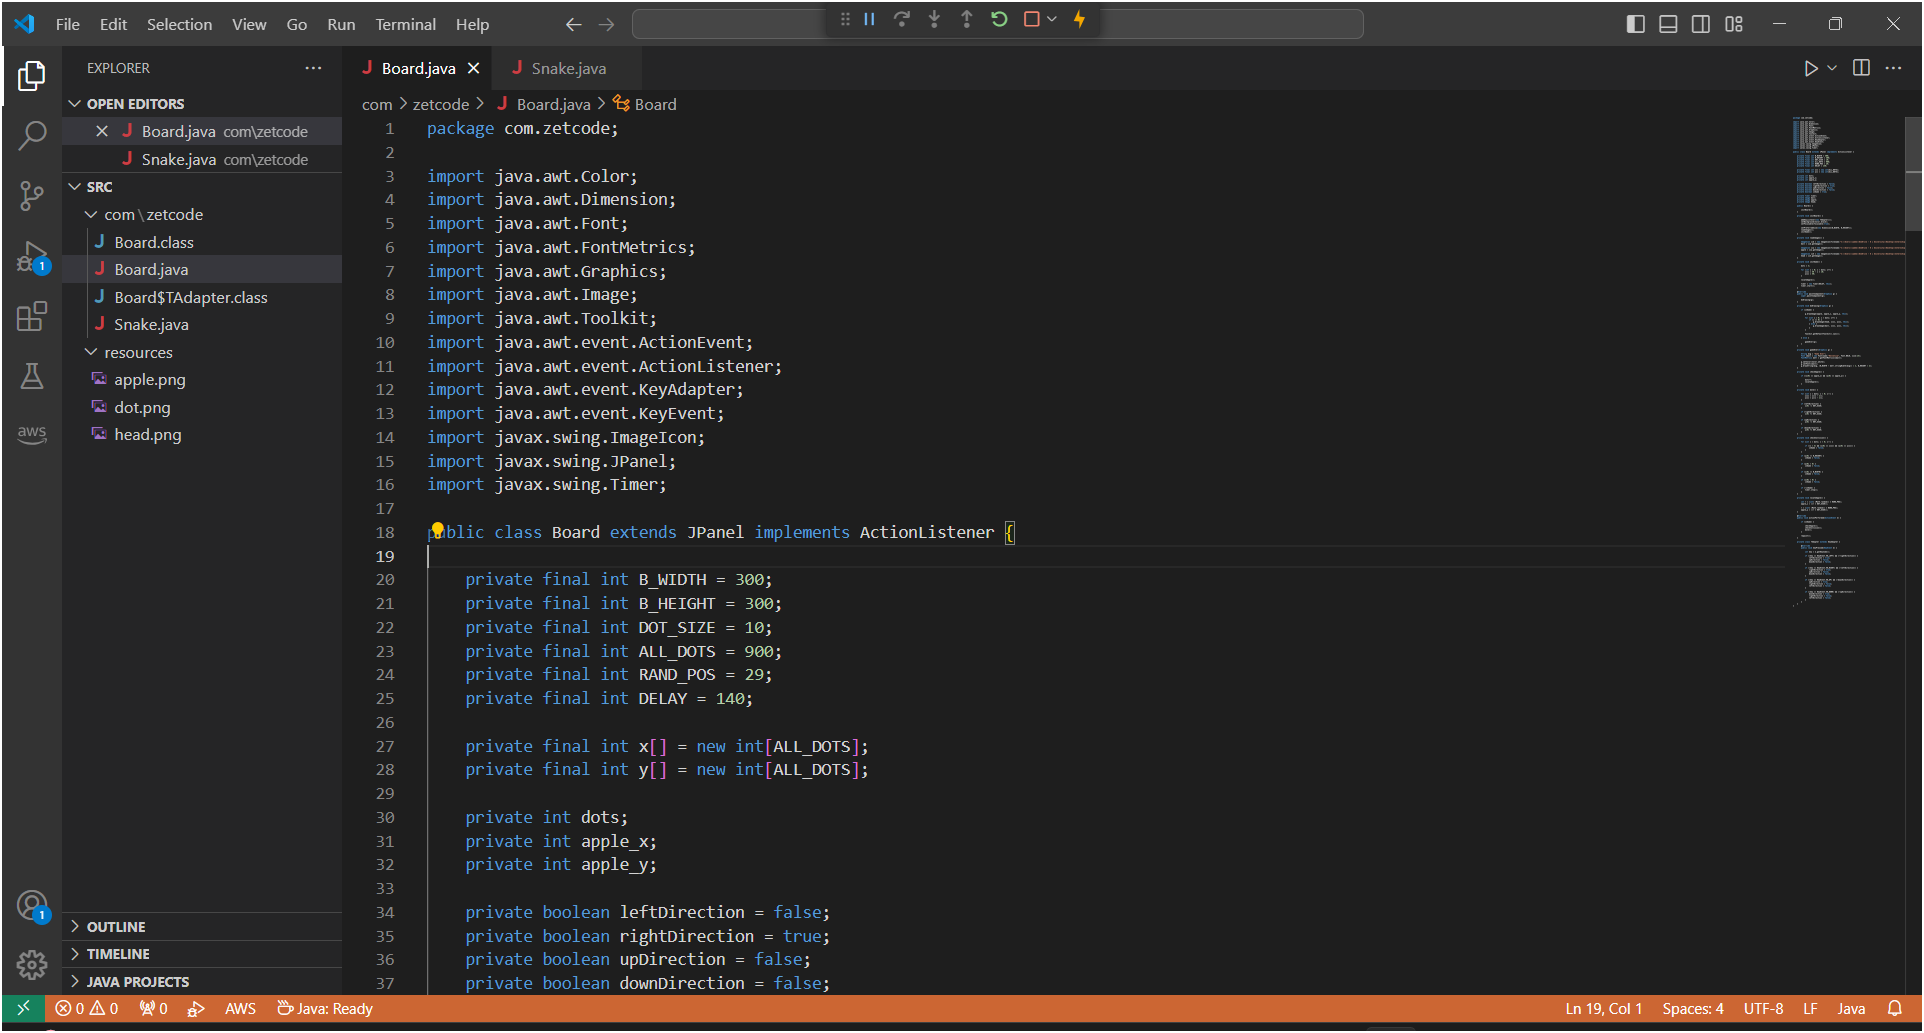 File Edit Selection View Go Run Terminal Help
EXPLORER
OPEN EDITORS
Board.java com\zetcode
Snake.java com\zetcode
SRC
com\zetcode
Board.class
Board.java
Board$TAdapter.class
Snake.java
resources
apple.png
dot.png
head.png
aws
1
1
OUTLINE
TIMELINE
JAVA PROJECTS
Board.java Snake.java
com > zetcode > Board.java > Board
1 package com.zetcode;
2
3 import java.awt.Color;
4 import java.awt.Dimension;
5 import java.awt.Font;
6 import java.awt.FontMetrics;
7 import java.awt.Graphics;
8 import java.awt.Image;
9 import java.awt.Toolkit;
10 import java.awt.event.ActionEvent;
11 import java.awt.event.ActionListener;
12 import java.awt.event.KeyAdapter;
13 import java.awt.event.KeyEvent;
14 import javax.swing.ImageIcon;
15 import javax.swing.JPanel;
16 import javax.swing.Timer;
17
18 public class Board extends JPanel implements ActionListener {
19
20 private final int B_WIDTH = 300;
21 private final int B_HEIGHT = 300;
22 private final int DOT_SIZE = 10;
23 private final int ALL_DOTS = 900;
24 private final int RAND_POS = 29;
25 private final int DELAY = 140;
26
27 private final int x[] = new int[ALL_DOTS];
28 private final int y[] = new int[ALL_DOTS];
29
30 private int dots;
31 private int apple_x;
32 private int apple_y;
33
34 private boolean leftDirection = false;
35 private boolean rightDirection = true;
36 private boolean upDirection = false;
37 private boolean downDirection = false;
0 0 0 AWS Java: Ready Ln 19, Col 1 Spaces: 4 UTF-8 LF Java